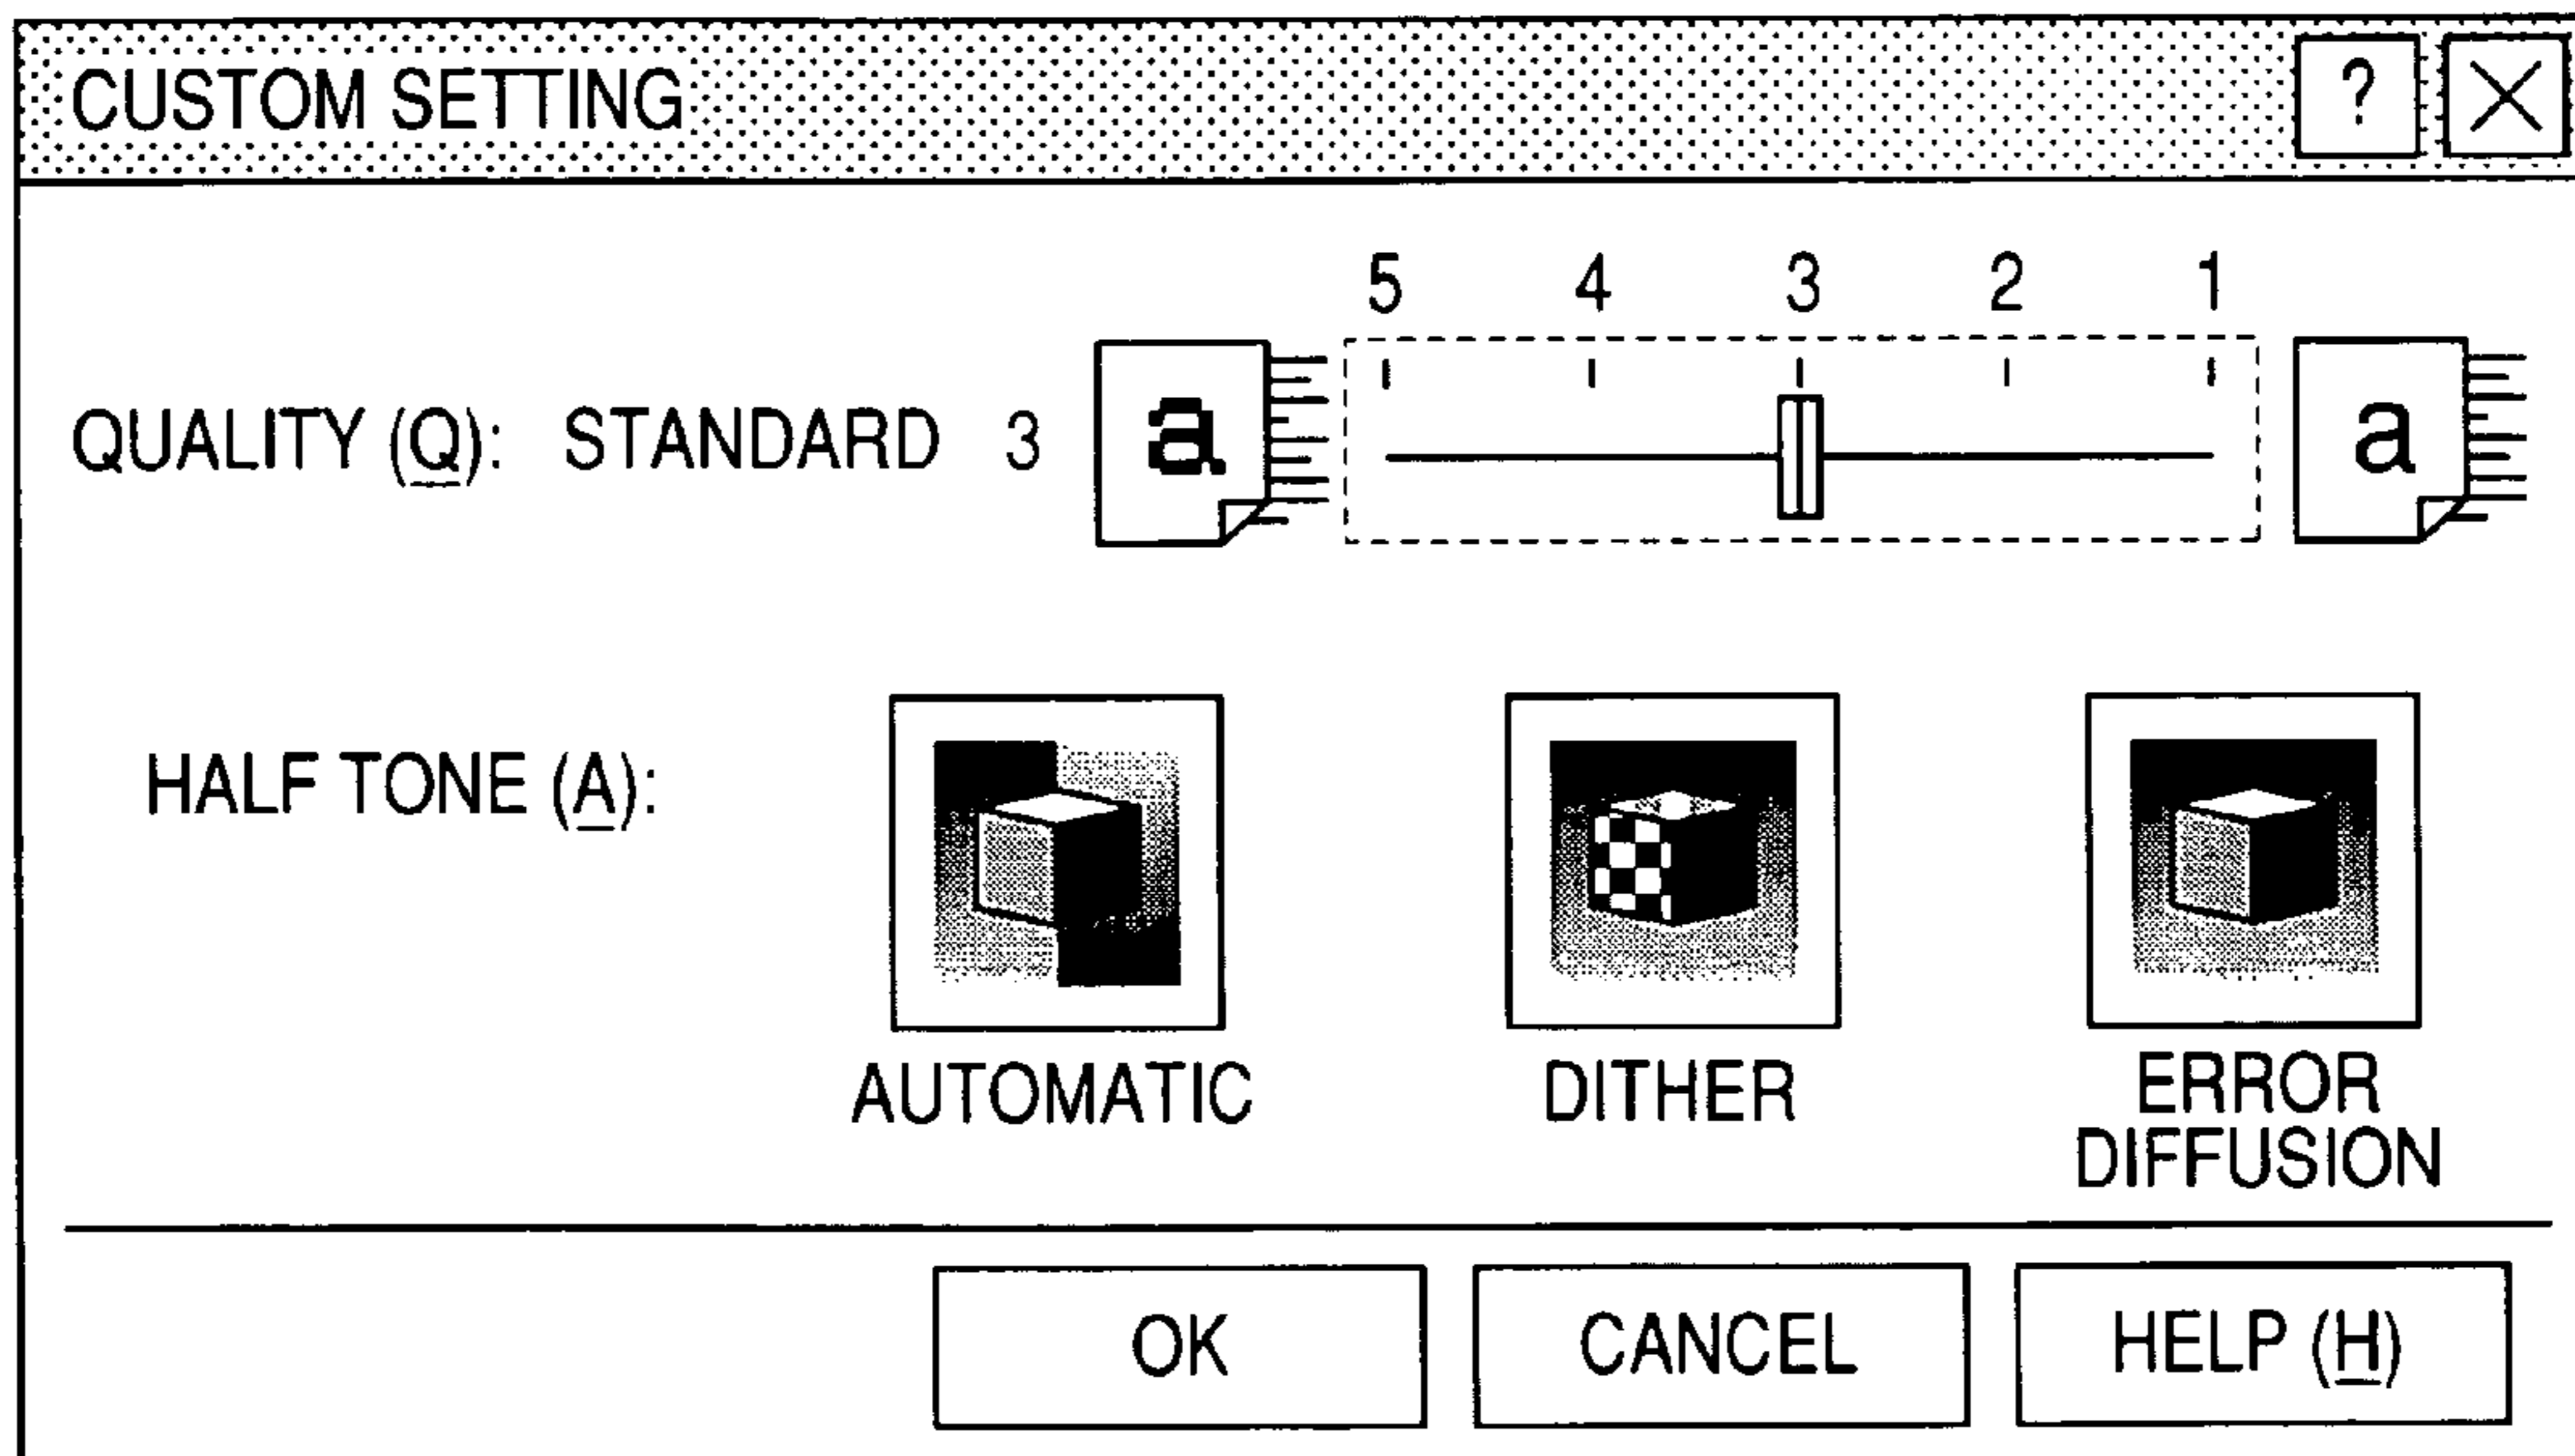 CUSTOM SETTING ?
5 4 3 2 1
QUALITY (Q): STANDARD 3 a a
HALF TONE (A):
AUTOMATIC DITHER ERROR
DIFFUSION
OK CANCEL HELP (H)